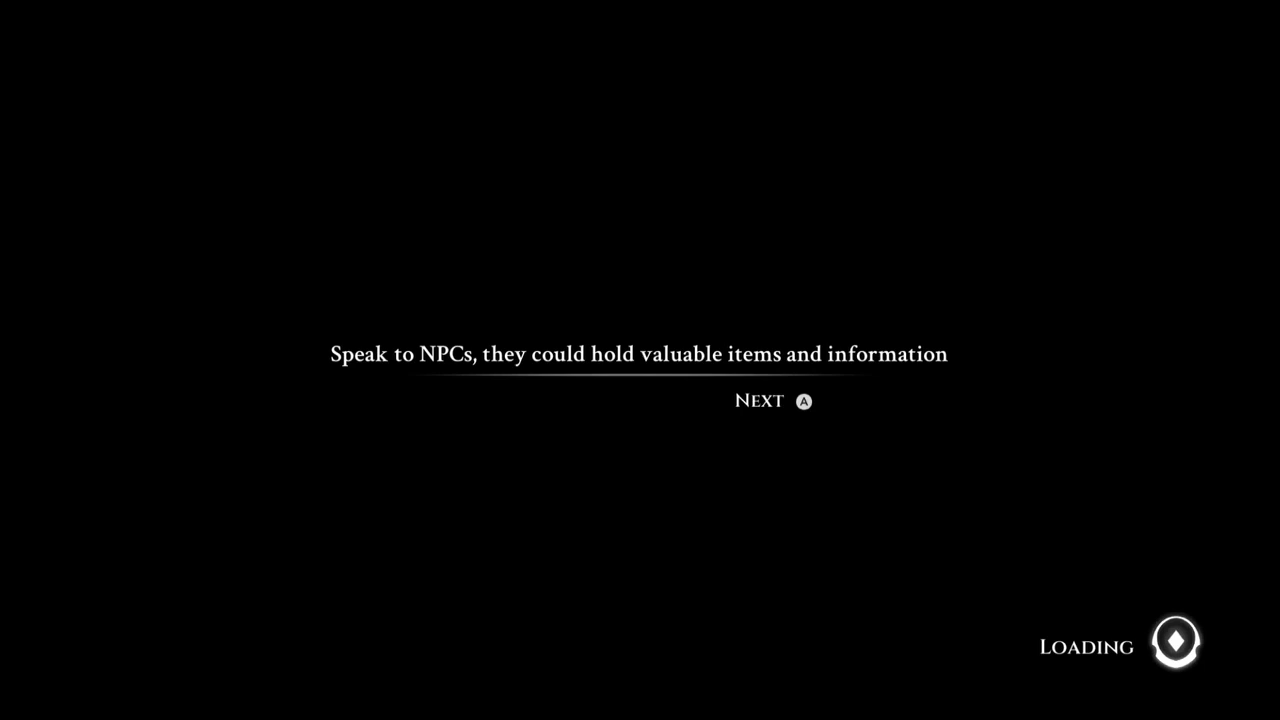 Speak to NPCs, they could hold valuable items and information
Next A
Loading